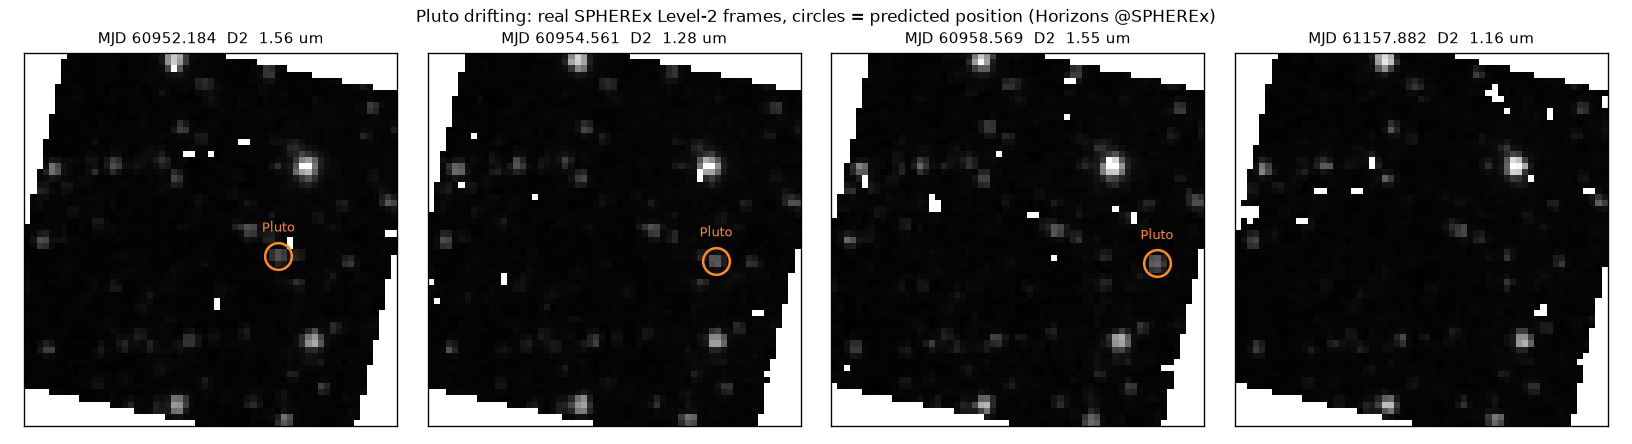 Pluto drifting: real SPHEREx Level-2 frames, circles = predicted position (Horizons @SPHEREx)
MJD 60952.184 D2 1.56 um
MJD 60954.561 D2 1.28 um
MJD 60958.569 D2 1.55 um
MJD 61157.882 D2 1.16 um
Pluto
Pluto
Pluto